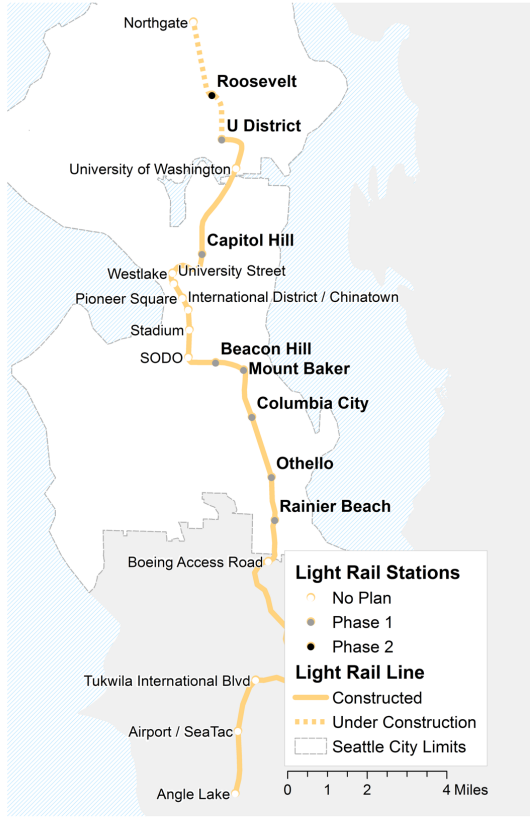 Northgate
Roosevelt
U District
University of Washington
Capitol Hill
Westlake
University Street
Pioneer Square
International District / Chinatown
Stadium
SODO
Beacon Hill
Mount Baker
Columbia City
Othello
Rainier Beach
Boeing Access Road
Tukwila International Blvd
Airport / SeaTac
Angle Lake
Light Rail Stations
No Plan
Phase 1
Phase 2
Light Rail Line
Constructed
Under Construction
Seattle City Limits
0 1 2 4 Miles